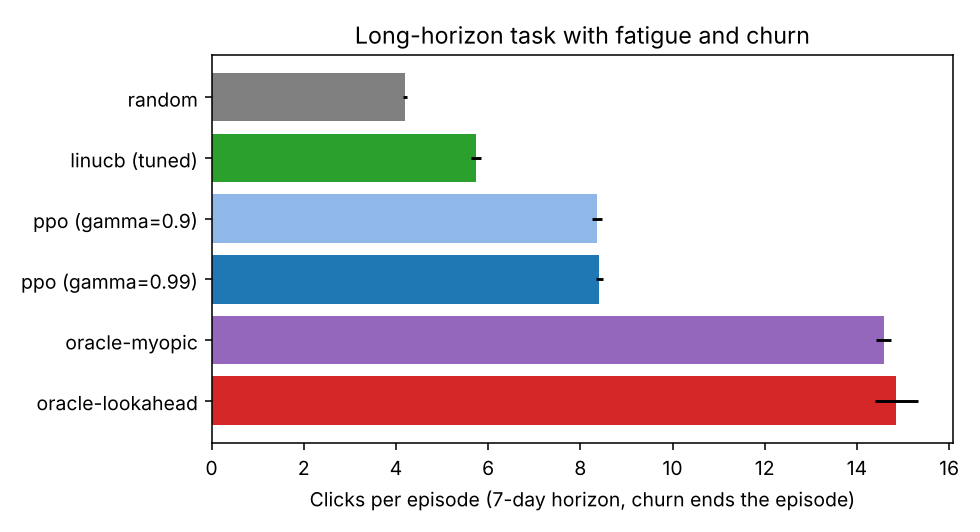 Long-horizon task with fatigue and churn
random
linucb (tuned)
ppo (gamma=0.9)
ppo (gamma=0.99)
oracle-myopic
oracle-lookahead
0 2 4 6 8 10 12 14 16
Clicks per episode (7-day horizon, churn ends the episode)